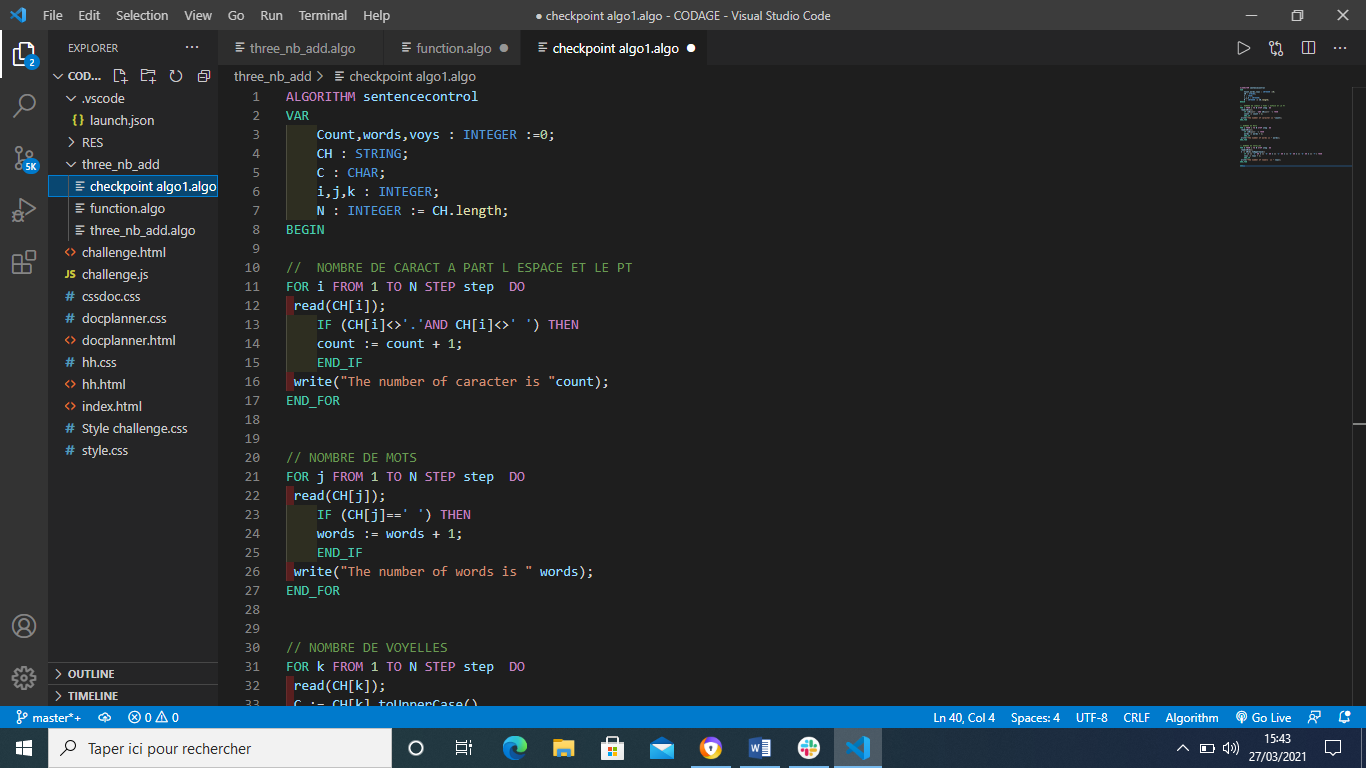 File Edit Selection View Go Run Terminal Help
● checkpoint algo1.algo - CODAGE - Visual Studio Code
EXPLORER
three_nb_add.algo
function.algo
checkpoint algo1.algo
2
COD...
three_nb_add > checkpoint algo1.algo
.vscode
launch.json
RES
three_nb_add
checkpoint algo1.algo
function.algo
three_nb_add.algo
challenge.html
JS challenge.js
# cssdoc.css
# docplanner.css
docplanner.html
# hh.css
hh.html
index.html
# Style challenge.css
# style.css
5K
OUTLINE
TIMELINE
1 ALGORITHM sentencecontrol
2 VAR
3 Count,words,voys : INTEGER :=0;
4 CH : STRING;
5 C : CHAR;
6 i,j,k : INTEGER;
7 N : INTEGER := CH.length;
8 BEGIN
9
10 //  NOMBRE DE CARACT A PART L ESPACE ET LE PT
11 FOR i FROM 1 TO N STEP step  DO
12 read(CH[i]);
13 IF (CH[i]<>'.'AND CH[i]<>' ') THEN
14 count := count + 1;
15 END_IF
16 write("The number of caracter is "count);
17 END_FOR
18
19
20 // NOMBRE DE MOTS
21 FOR j FROM 1 TO N STEP step  DO
22 read(CH[j]);
23 IF (CH[j]==' ') THEN
24 words := words + 1;
25 END_IF
26 write("The number of words is " words);
27 END_FOR
28
29
30 // NOMBRE DE VOYELLES
31 FOR k FROM 1 TO N STEP step  DO
32 read(CH[k]);
33 C := CH[k].toUpperCase()
master*+ 0 0 Ln 40, Col 4 Spaces: 4 UTF-8 CRLF Algorithm Go Live
Taper ici pour rechercher
15:43
27/03/2021